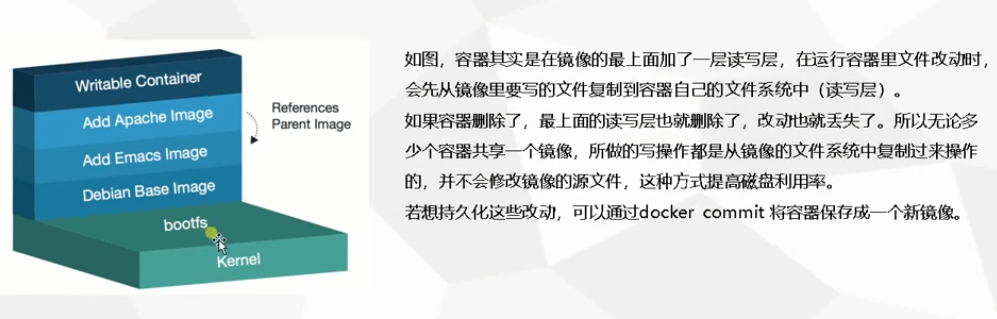 Writable Container
Add Apache Image
Add Emacs Image
Debian Base Image
bootfs
Kernel
References
Parent Image
如图，容器其实是在镜像的最上面加了一层读写层，在运行容器里文件改动时，
会先从镜像里要写的文件复制到容器自己的文件系统中（读写层）。
如果容器删除了，最上面的读写层也就删除了，改动也就丢失了。所以无论多
少个容器共享一个镜像，所做的写操作都是从镜像的文件系统中复制过来操作
的，并不会修改镜像的源文件，这种方式提高磁盘利用率。
若想持久化这些改动，可以通过docker commit 将容器保存成一个新镜像。